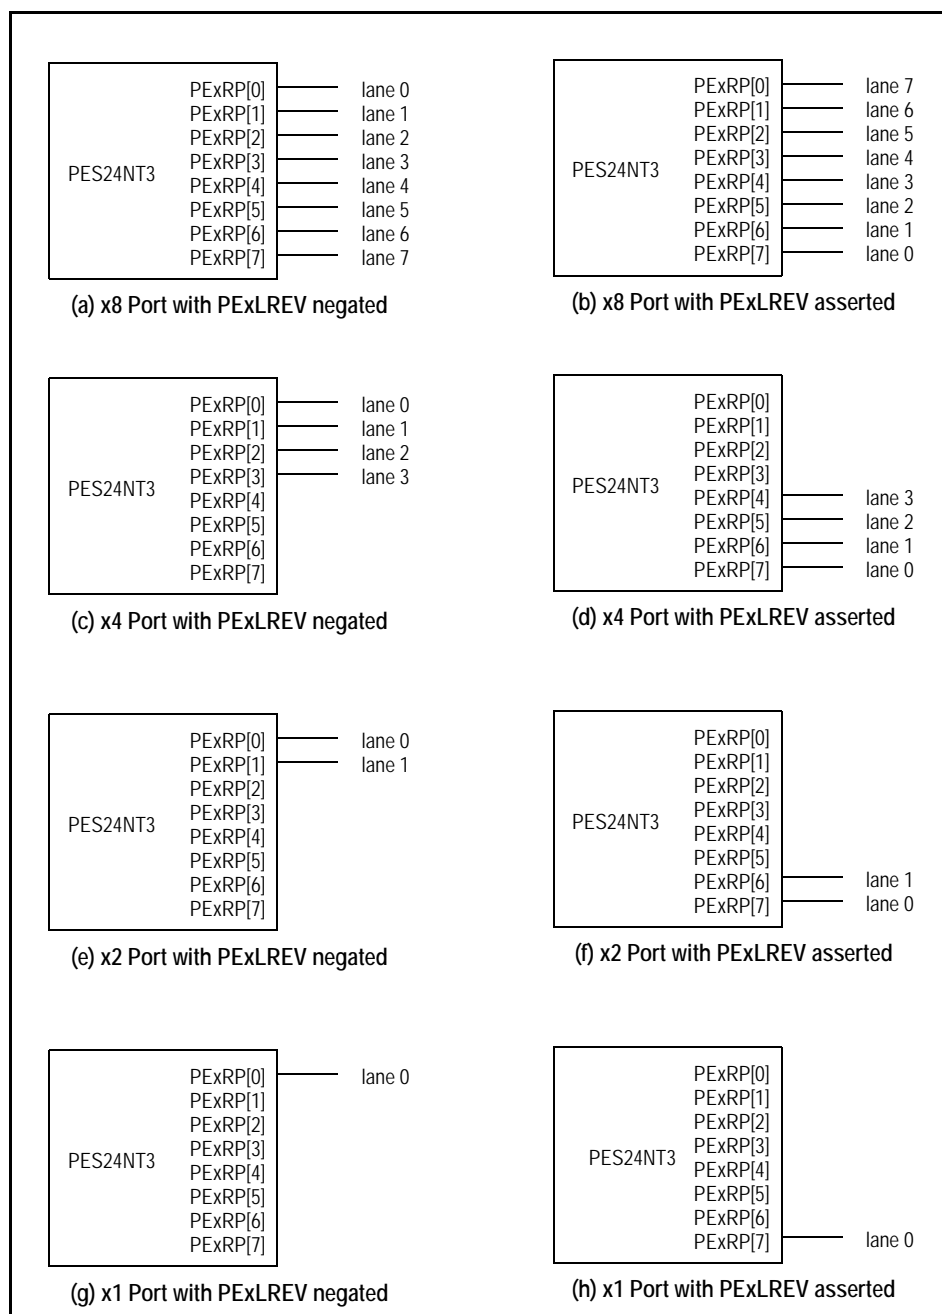 PES24NT3
PExRP[0] lane 0
PExRP[1] lane 1
PExRP[2] lane 2
PExRP[3] lane 3
PExRP[4] lane 4
PExRP[5] lane 5
PExRP[6] lane 6
PExRP[7] lane 7
(a) x8 Port with PExLREV negated
PES24NT3
PExRP[0] lane 7
PExRP[1] lane 6
PExRP[2] lane 5
PExRP[3] lane 4
PExRP[4] lane 3
PExRP[5] lane 2
PExRP[6] lane 1
PExRP[7] lane 0
(b) x8 Port with PExLREV asserted
PES24NT3
PExRP[0] lane 0
PExRP[1] lane 1
PExRP[2] lane 2
PExRP[3] lane 3
PExRP[4]
PExRP[5]
PExRP[6]
PExRP[7]
(c) x4 Port with PExLREV negated
PES24NT3
PExRP[0]
PExRP[1]
PExRP[2]
PExRP[3]
PExRP[4] lane 3
PExRP[5] lane 2
PExRP[6] lane 1
PExRP[7] lane 0
(d) x4 Port with PExLREV asserted
PES24NT3
PExRP[0] lane 0
PExRP[1] lane 1
PExRP[2]
PExRP[3]
PExRP[4]
PExRP[5]
PExRP[6]
PExRP[7]
(e) x2 Port with PExLREV negated
PES24NT3
PExRP[0]
PExRP[1]
PExRP[2]
PExRP[3]
PExRP[4]
PExRP[5]
PExRP[6] lane 1
PExRP[7] lane 0
(f) x2 Port with PExLREV asserted
PES24NT3
PExRP[0] lane 0
PExRP[1]
PExRP[2]
PExRP[3]
PExRP[4]
PExRP[5]
PExRP[6]
PExRP[7]
(g) x1 Port with PExLREV negated
PES24NT3
PExRP[0]
PExRP[1]
PExRP[2]
PExRP[3]
PExRP[4]
PExRP[5]
PExRP[6]
PExRP[7] lane 0
(h) x1 Port with PExLREV asserted